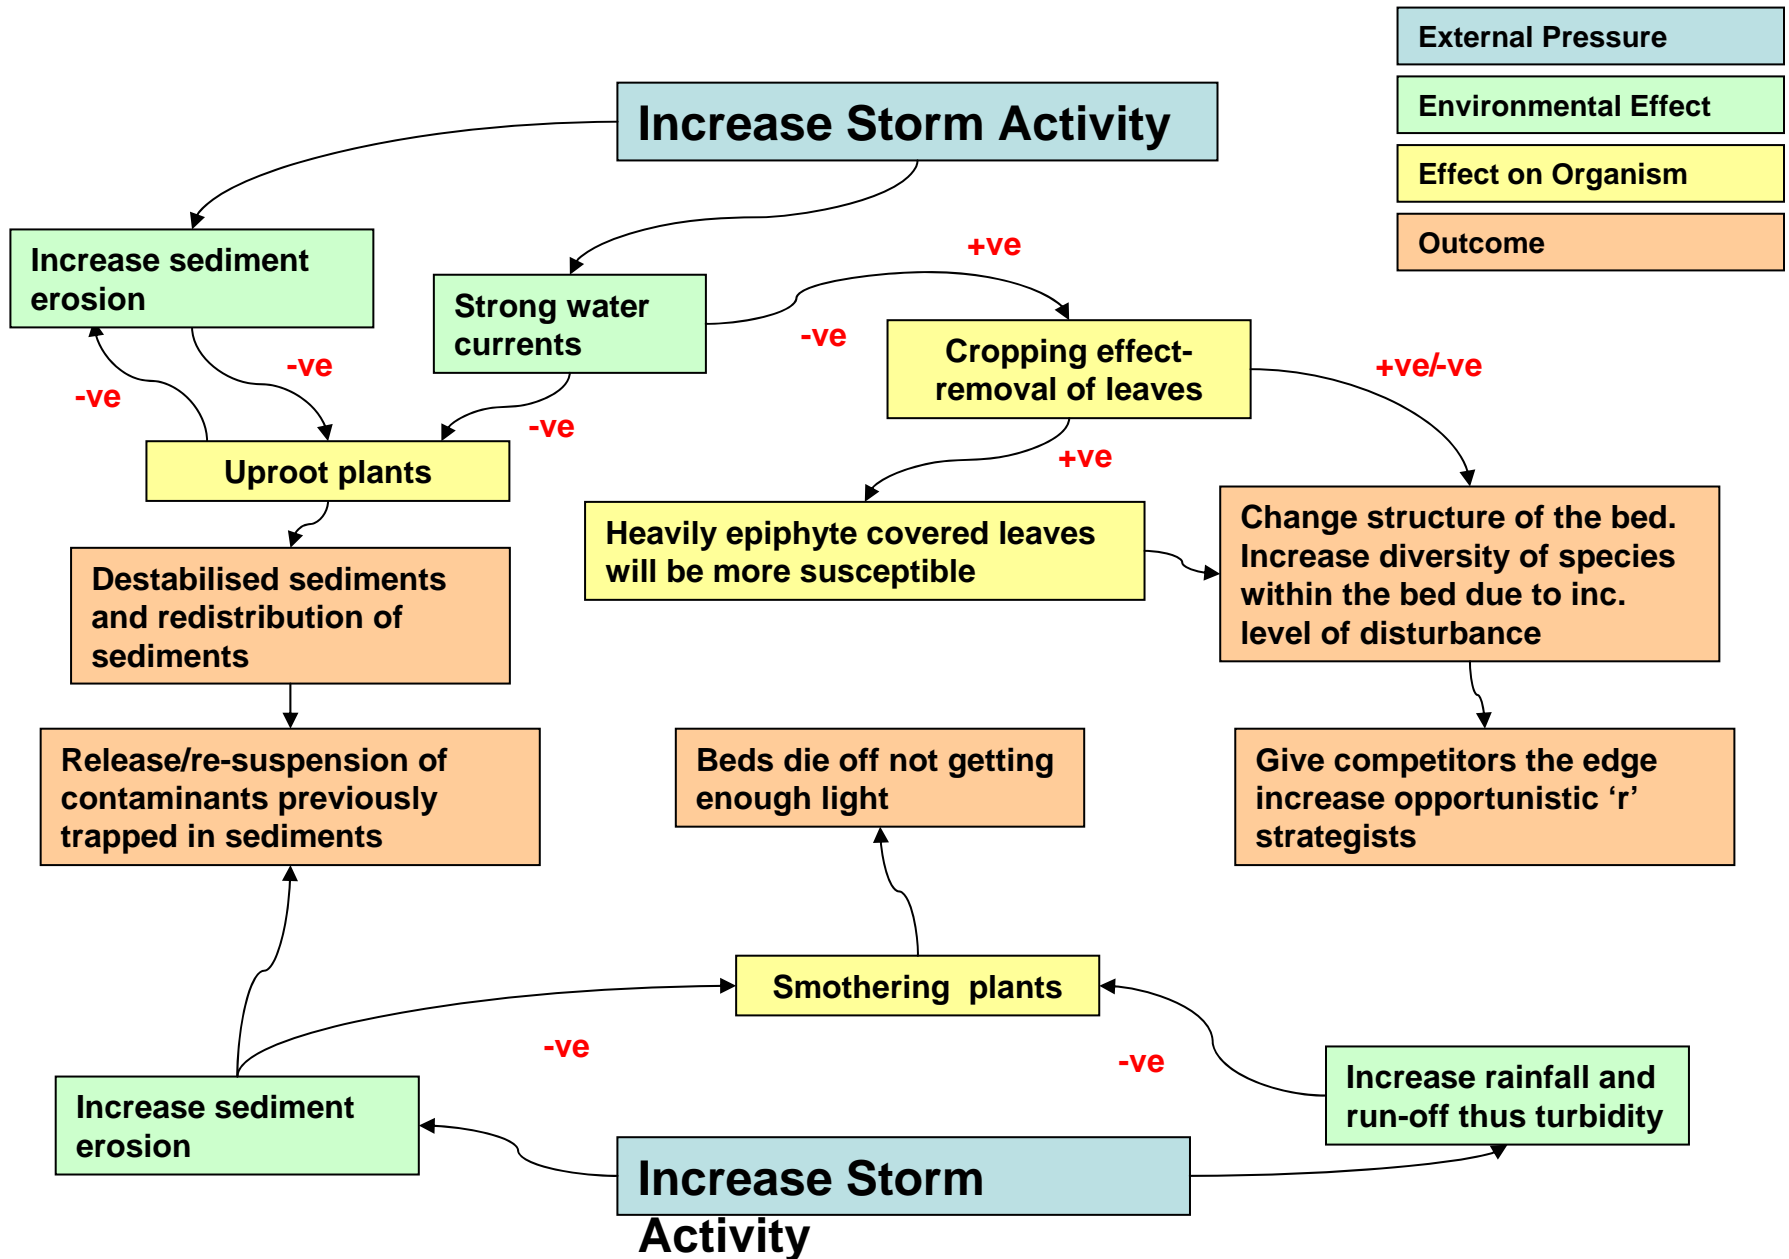 External Pressure
Environmental Effect
Effect on Organism
Outcome
Increase Storm Activity
Increase sediment
erosion
Strong water
currents
+ve
-ve
Cropping effect-
removal of leaves
+ve/-ve
-ve
-ve
-ve
+ve
Uproot plants
Heavily epiphyte covered leaves
will be more susceptible
Change structure of the bed.
Increase diversity of species
within the bed due to inc.
level of disturbance
Destabilised sediments
and redistribution of
sediments
Release/re-suspension of
contaminants previously
trapped in sediments
Beds die off not getting
enough light
Give competitors the edge
increase opportunistic ‘r’
strategists
Smothering  plants
-ve
-ve
Increase sediment
erosion
Increase rainfall and
run-off thus turbidity
Increase Storm
Activity